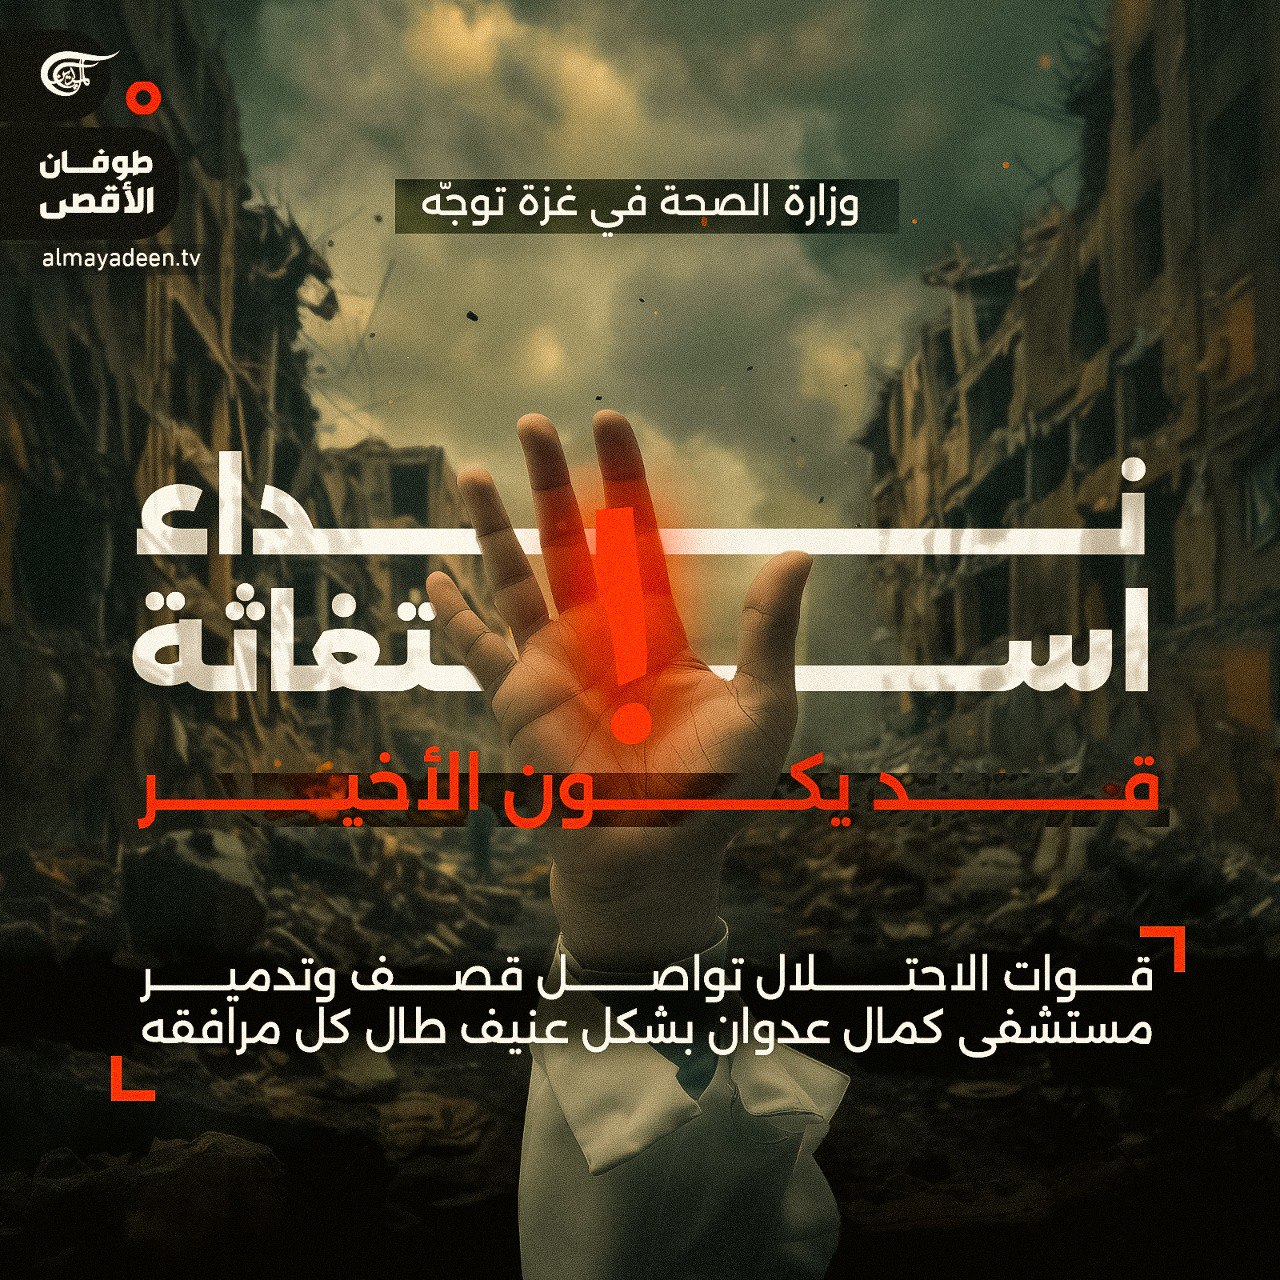 الميادين
طوفان
الأقصى
almayadeen.tv
وزارة الصحة في غزة توجّه
نداء
استغاثة
!
قد يكون الأخير
قوات الاحتلال تواصل قصف وتدمير
مستشفى كمال عدوان بشكل عنيف طال كل مرافقه